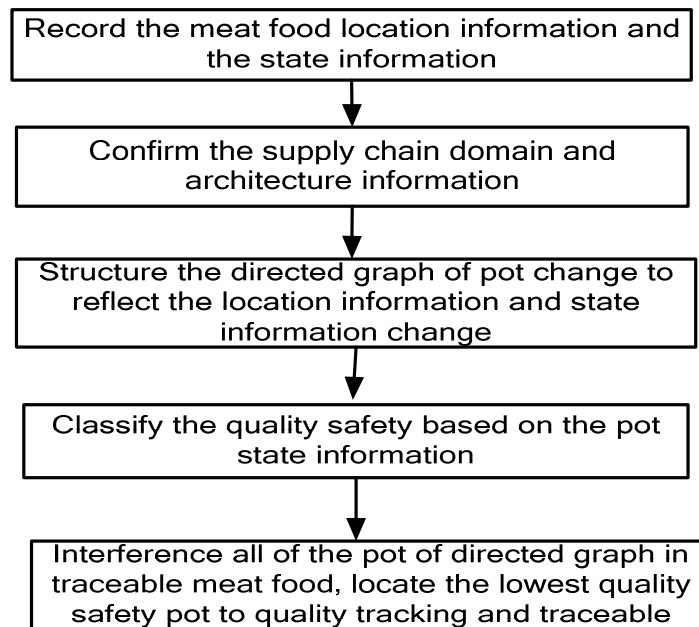 Record the meat food location information and
the state information
Confirm the supply chain domain and
architecture information
Structure the directed graph of pot change to
reflect the location information and state
information change
Classify the quality safety based on the pot
state information
Interference all of the pot of directed graph in
traceable meat food, locate the lowest quality
safety pot to quality tracking and traceable